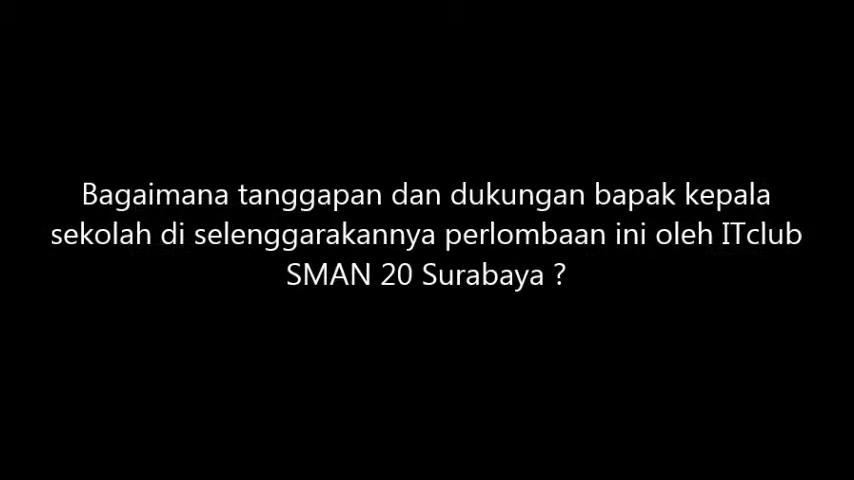 Bagaimana tanggapan dan dukungan bapak kepala
sekolah di selenggarakannya perlombaan ini oleh ITclub
SMAN 20 Surabaya ?